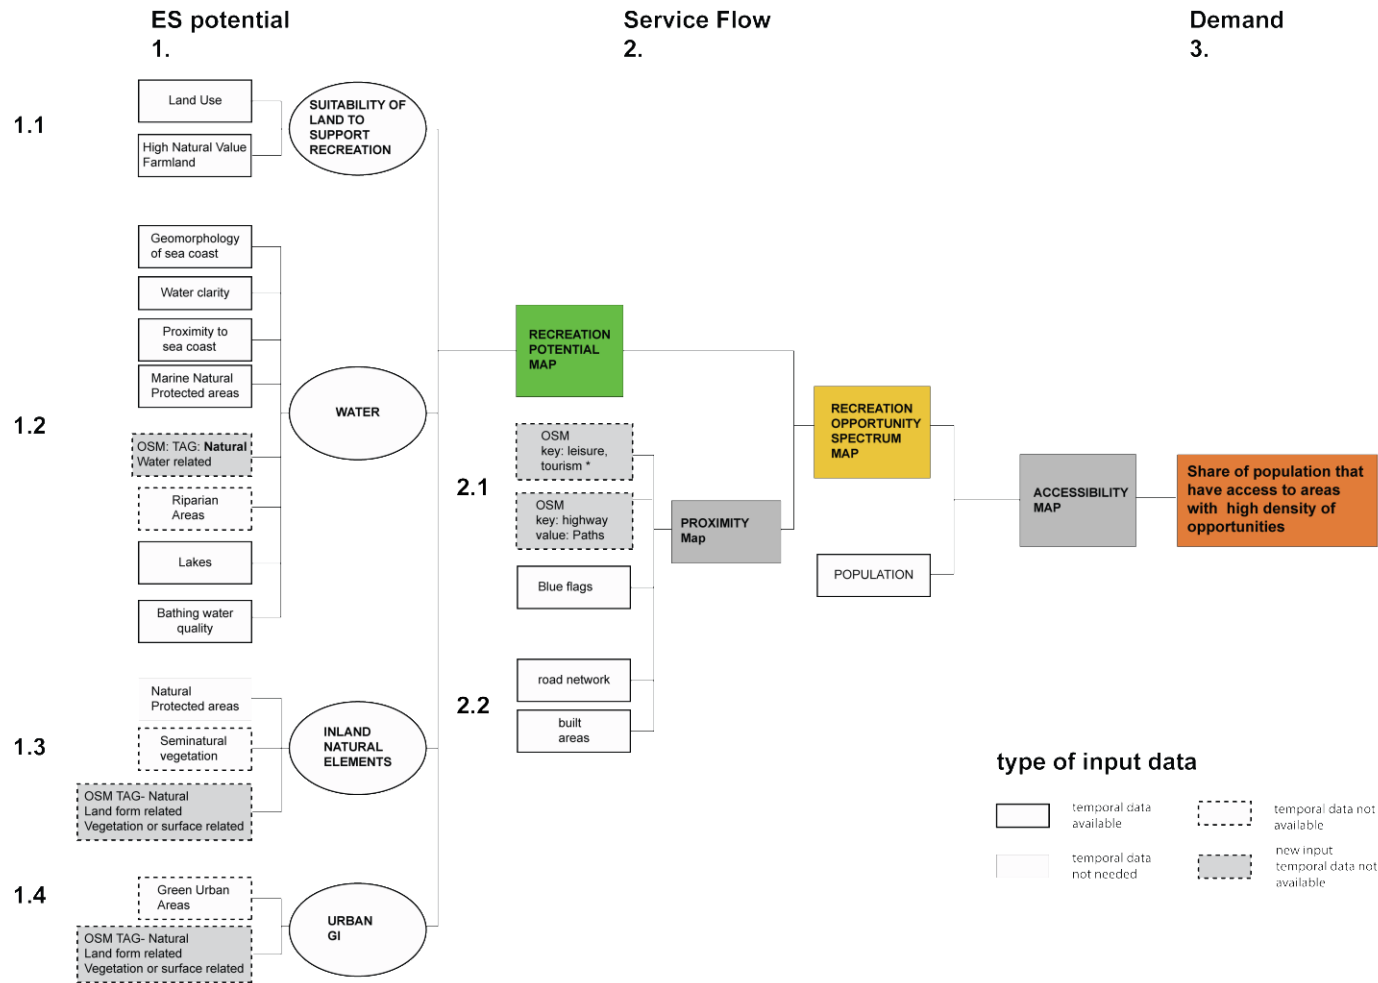 ES potential
1.
Service Flow
2.
Demand
3.
1.1
Land Use
High Natural Value
Farmland
SUITABILITY OF
LAND TO
SUPPORT
RECREATION
1.2
Geomorphology
of sea coast
Water clarity
Proximity to
sea coast
Marine Natural
Protected areas
OSM: TAG: Natural
Water related
Riparian
Areas
Lakes
Bathing water
quality
WATER
1.3
Natural
Protected areas
Seminatural
vegetation
OSM TAG- Natural
Land form related
Vegetation or surface related
INLAND
NATURAL
ELEMENTS
1.4
Green Urban
Areas
OSM TAG- Natural
Land form related
Vegetation or surface related
URBAN
GI
RECREATION
POTENTIAL
MAP
2.1
OSM
key: leisure,
tourism *
OSM
key: highway
value: Paths
Blue flags
2.2
road network
built
areas
PROXIMITY
Map
RECREATION
OPPORTUNITY
SPECTRUM
MAP
POPULATION
ACCESSIBILITY
MAP
Share of population that
have access to areas
with high density of
opportunities
type of input data
temporal data
available
temporal data not
available
temporal data
not needed
new input
temporal data not
available